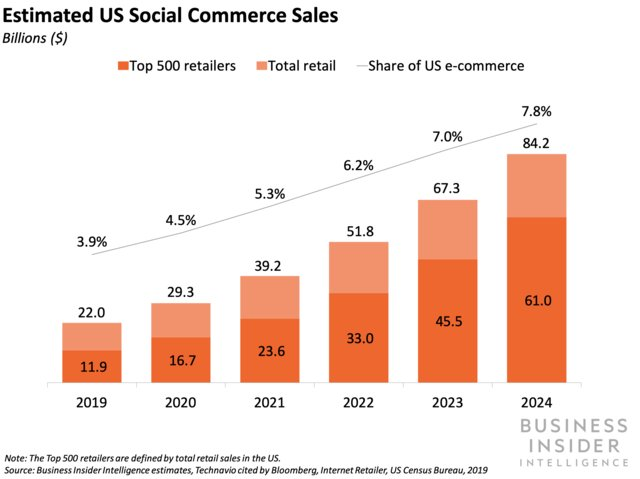 Estimated US Social Commerce Sales
Billions ($)
Top 500 retailers Total retail Share of US e-commerce
7.8%
7.0% 84.2
6.2%
5.3% 67.3
4.5%
3.9% 51.8
39.2
29.3
22.0 61.0
45.5
33.0
23.6
16.7
11.9
2019 2020 2021 2022 2023 2024
BUSINESS
INSIDER
INTELLIGENCE
Note: The Top 500 retailers are defined by total retail sales in the US.
Source: Business Insider Intelligence estimates, Technavio cited by Bloomberg, Internet Retailer, US Census Bureau, 2019